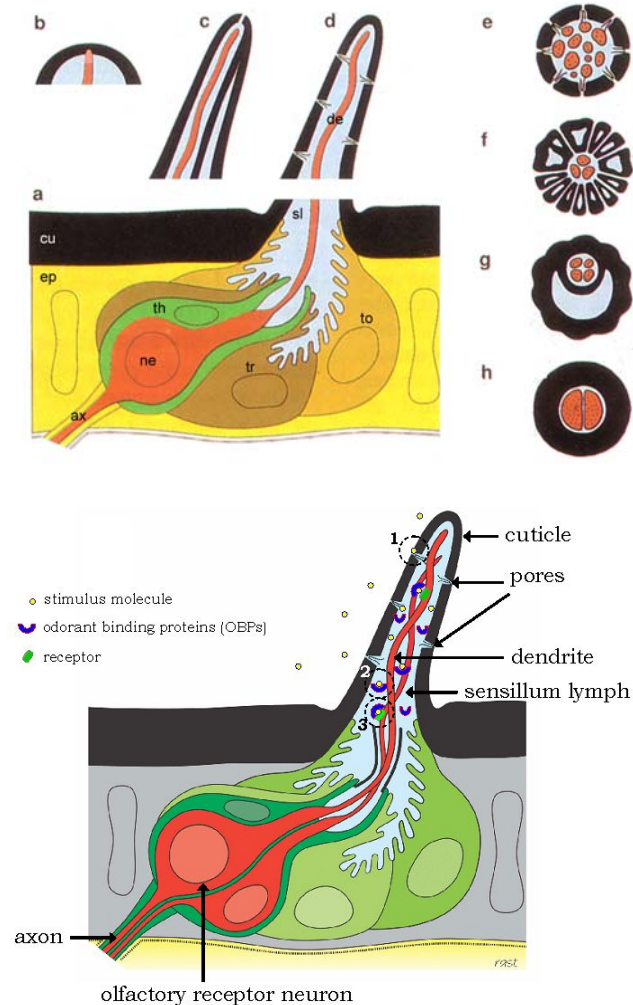 b
c
d
e
de
f
a
sl
cu
ep
g
th
to
ne
tr
h
ax
1
cuticle
pores
stimulus molecule
odorant binding proteins (OBPs)
receptor
dendrite
2
sensillum lymph
3
axon
rast
olfactory receptor neuron